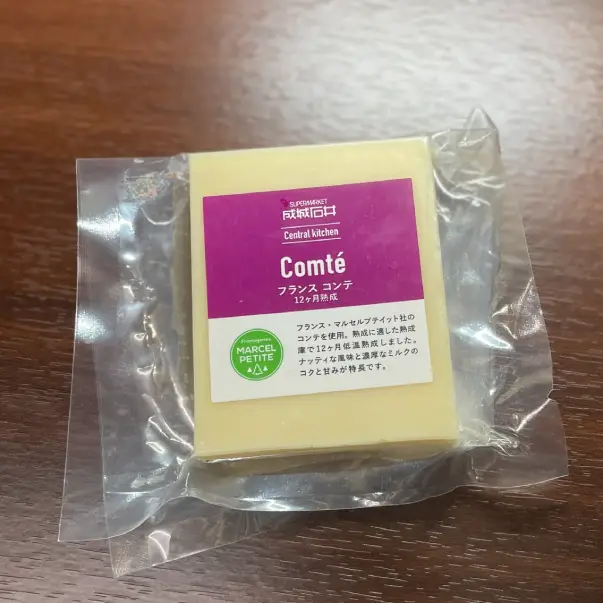 SUPERMARKET
成城石井
Central kitchen
Comté
フランス コンテ
12ヶ月熟成
Fromageries
MARCEL
PETITE
フランス・マルセルプテイット社の
コンテを使用。熟成に適した熟成
庫で12ヶ月低温熟成しました。
ナッティな風味と濃厚なミルクの
コクと甘みが特長です。